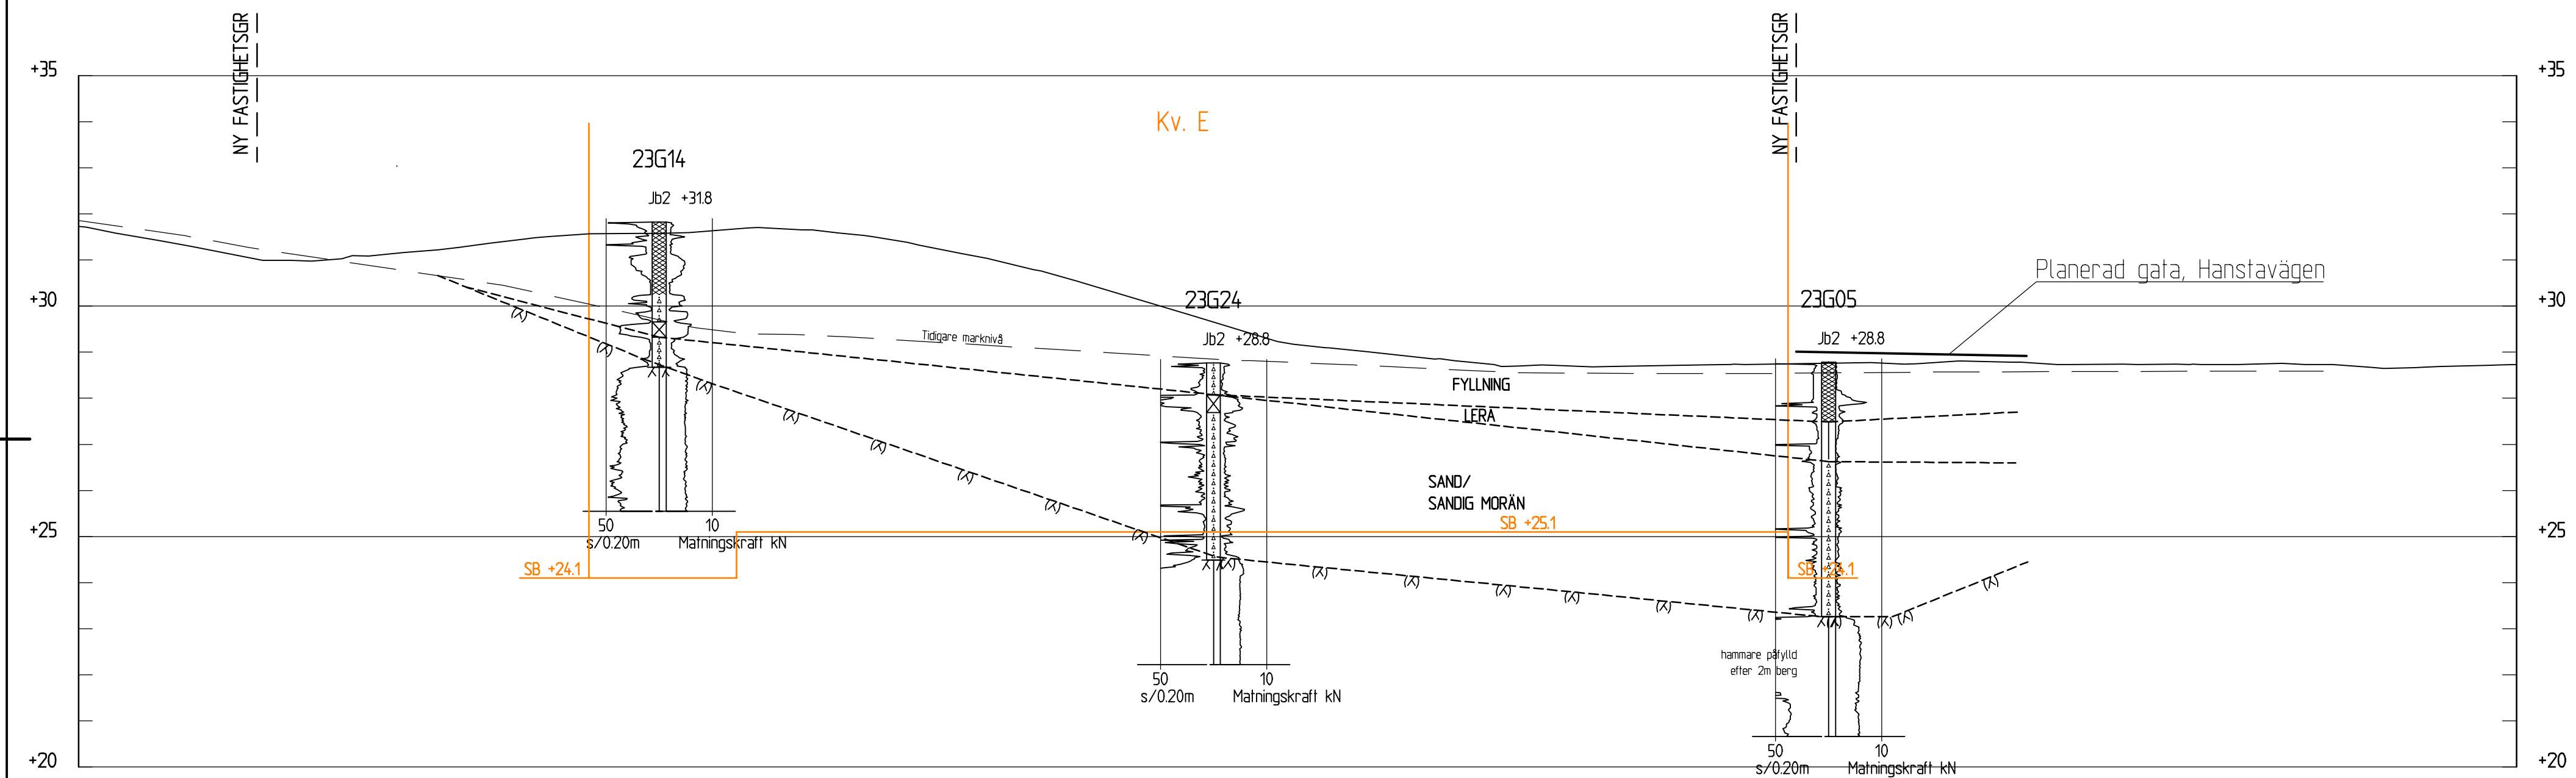 NY FASTIGHETSGR
NY FASTIGHETSGR
+35
+35
Kv. E
23G14
Jb2 +31.8
Planerad gata, Hanstavägen
+30
23G24
23G05
+30
Tidigare marknivå
Jb2 +28.8
Jb2 +28.8
FYLLNING
LERA
SAND/
SANDIG MORÄN
SB +25.1
+25
50
10
+25
s/0.20m
Matningskraft kN
SB +24.1
SB +24.1
hammare påfylld
efter 2m berg
50
10
s/0.20m
Matningskraft kN
50
10
+20
s/0.20m
Matningskraft kN
+20